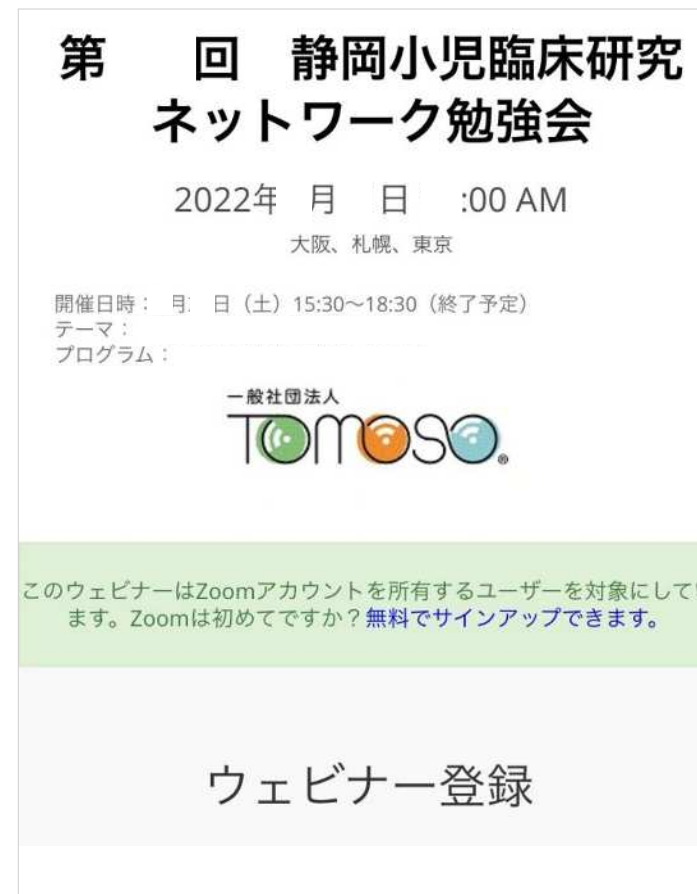 第 回 静岡小児臨床研究
ネットワーク勉強会
2022年 月 日 :00 AM
大阪、札幌、東京
開催日時： 月 日（土）15:30～18:30（終了予定）
テーマ：
プログラム：
一般社団法人
TOMOSO®
このウェビナーはZoomアカウントを所有するユーザーを対象にしてい
ます。Zoomは初めてですか？無料でサインアップできます。
ウェビナー登録